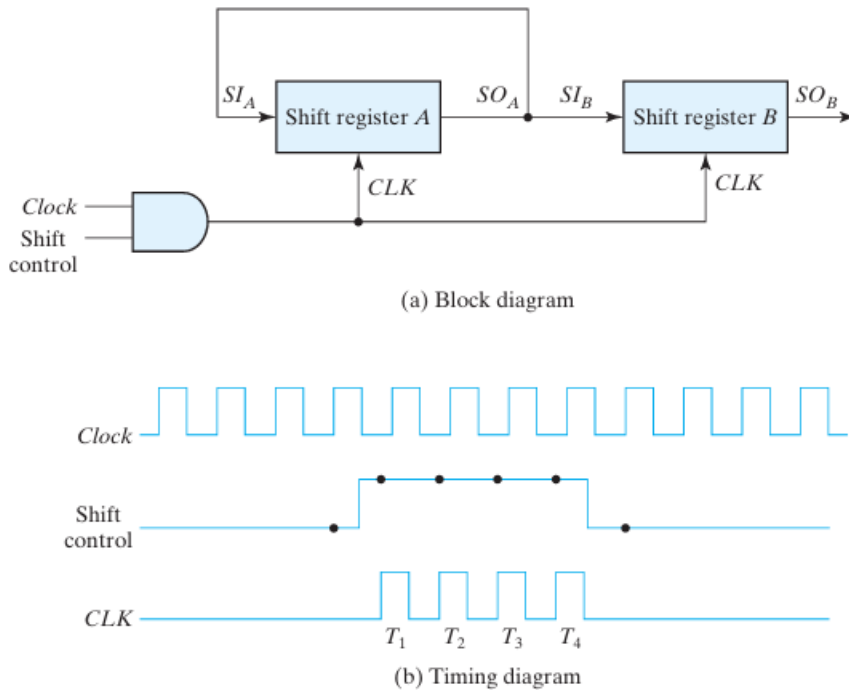 SI_A Shift register A SO_A SI_B Shift register B SO_B
CLK CLK
Clock
Shift
control
(a) Block diagram
Clock
Shift
control
CLK
T_1 T_2 T_3 T_4
(b) Timing diagram